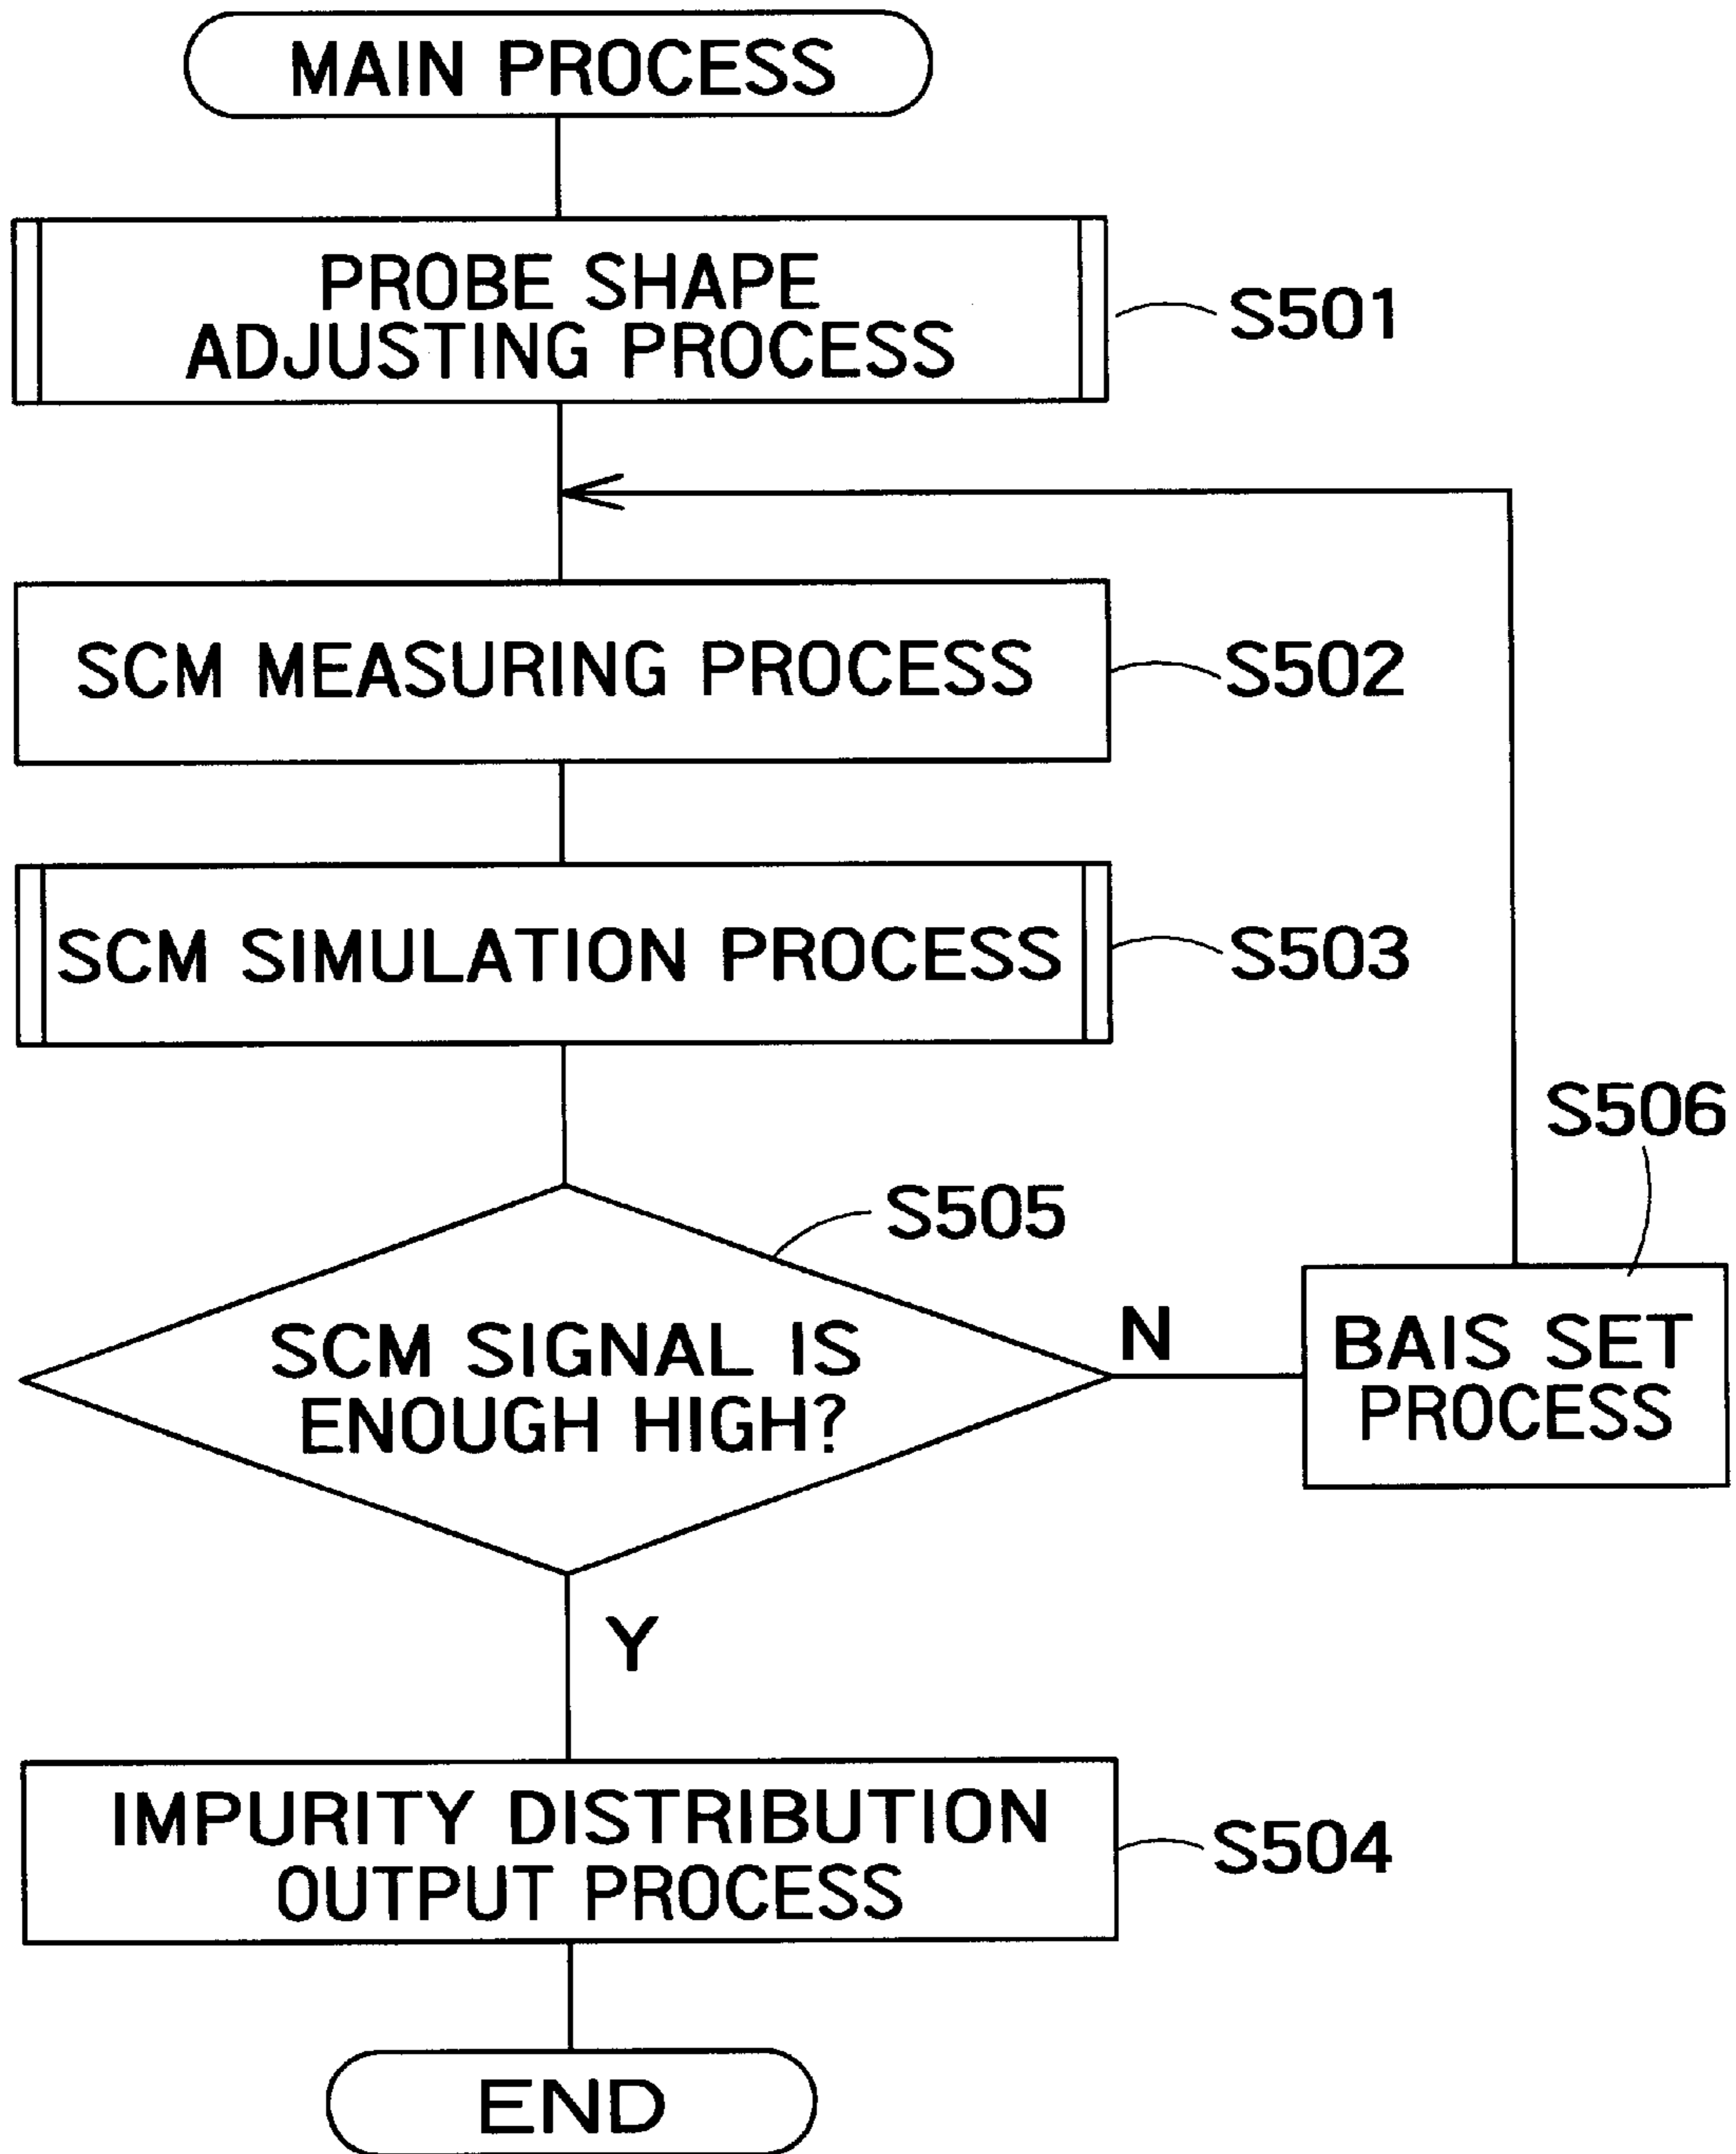 MAIN PROCESS
PROBE SHAPE
ADJUSTING PROCESS
S501
SCM MEASURING PROCESS
S502
SCM SIMULATION PROCESS
S503
S506
S505
SCM SIGNAL IS
ENOUGH HIGH?
N
BAIS SET
PROCESS
Y
IMPURITY DISTRIBUTION
OUTPUT PROCESS
S504
END